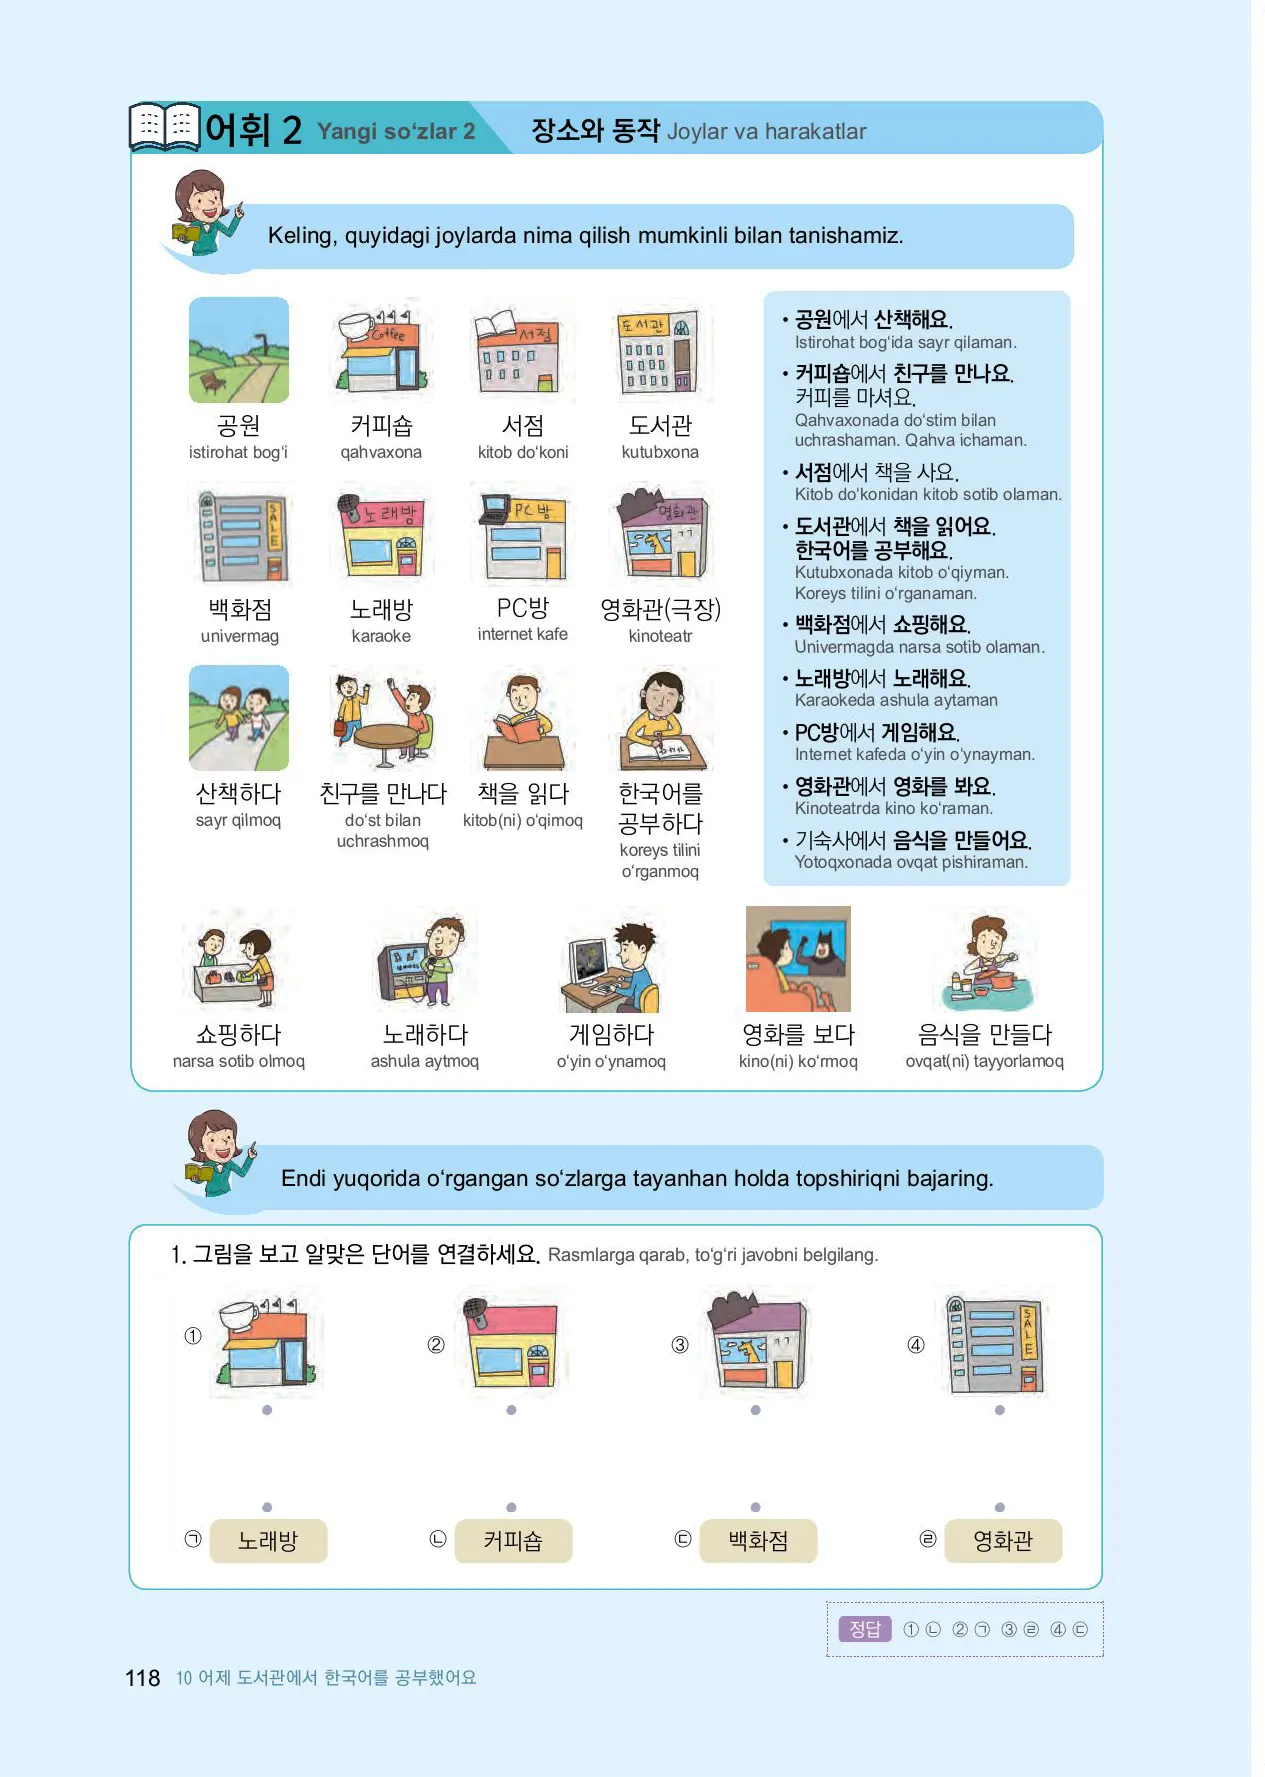 어휘 2 Yangi so‘zlar 2 장소와 동작 Joylar va harakatlar
Keling, quyidagi joylarda nima qilish mumkinli bilan tanishamiz.
Coffee
서점
도서관
공원
istirohat bog‘i
커피숍
qahvaxona
서점
kitob do‘koni
도서관
kutubxona
SALE
노래방
PC방
영화관
백화점
univermag
노래방
karaoke
PC방
internet kafe
영화관(극장)
kinoteatr
산책하다
sayr qilmoq
친구를 만나다
do‘st bilan
uchrashmoq
책을 읽다
kitob(ni) o‘qimoq
한국어를
공부하다
koreys tilini
o‘rganmoq
• 공원에서 산책해요.
Istirohat bog‘ida sayr qilaman.
• 커피숍에서 친구를 만나요.
커피를 마셔요.
Qahvaxonada do‘stim bilan
uchrashaman. Qahva ichaman.
• 서점에서 책을 사요.
Kitob do‘konidan kitob sotib olaman.
• 도서관에서 책을 읽어요.
한국어를 공부해요.
Kutubxonada kitob o‘qiyman.
Koreys tilini o‘rganaman.
• 백화점에서 쇼핑해요.
Univermagda narsa sotib olaman.
• 노래방에서 노래해요.
Karaokeda ashula aytaman
• PC방에서 게임해요.
Internet kafeda o‘yin o‘ynayman.
• 영화관에서 영화를 봐요.
Kinoteatrda kino ko‘raman.
• 기숙사에서 음식을 만들어요.
Yotoqxonada ovqat pishiraman.
쇼핑하다
narsa sotib olmoq
노래하다
ashula aytmoq
게임하다
o‘yin o‘ynamoq
영화를 보다
kino(ni) ko‘rmoq
음식을 만들다
ovqat(ni) tayyorlamoq
Endi yuqorida o‘rgangan so‘zlarga tayanhan holda topshiriqni bajaring.
1. 그림을 보고 알맞은 단어를 연결하세요. Rasmlarga qarab, to‘g‘ri javobni belgilang.
① ② ③ ④
SALE
㉠ 노래방 ㉡ 커피숍 ㉢ 백화점 ㉣ 영화관
정답 ① ㉡ ② ㉠ ③ ㉣ ④ ㉢
118 10 어제 도서관에서 한국어를 공부했어요